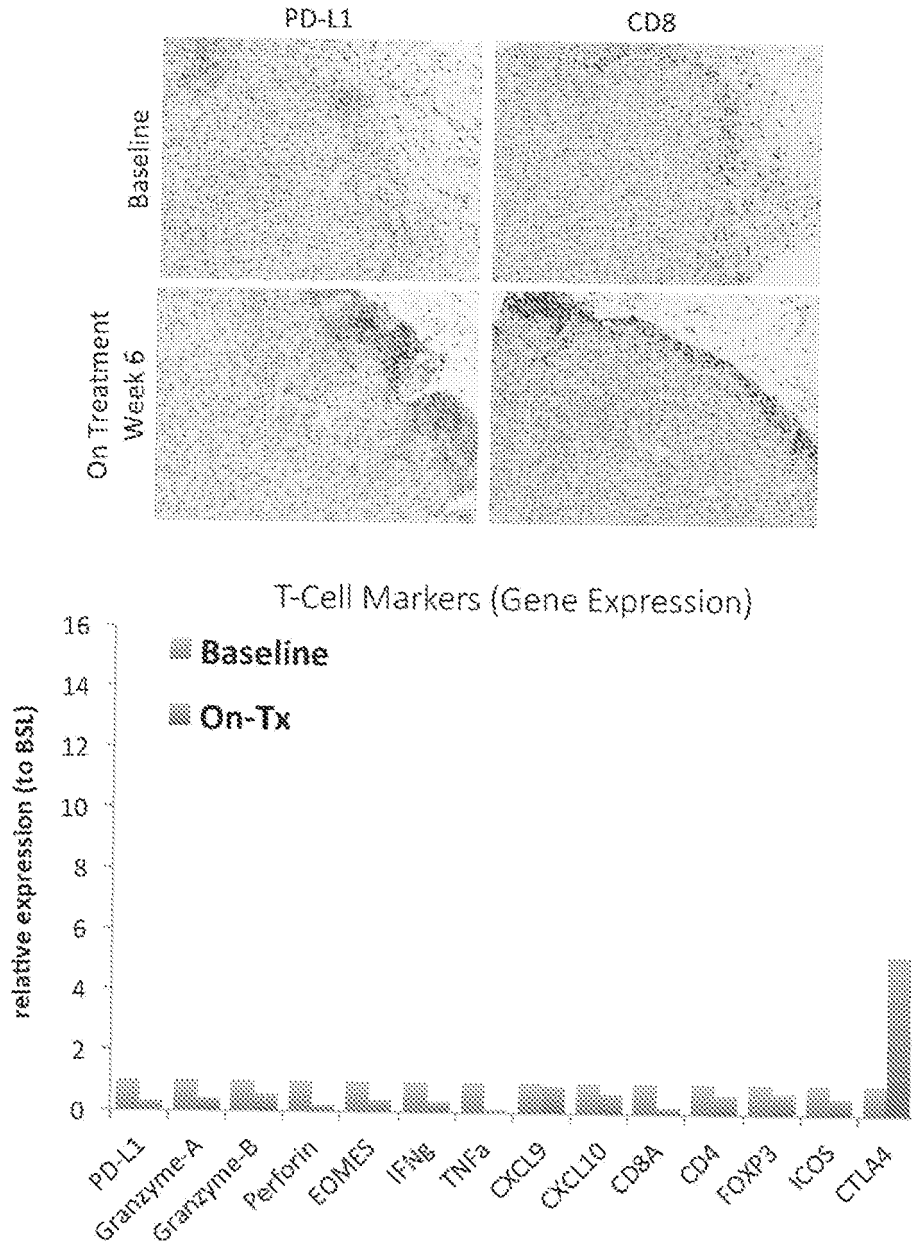 PD-L1 CD8
Baseline
On Treatment
Week 6
T-Cell Markers (Gene Expression)
16
14
12
10
8
6
4
2
0
relative expression (to BSL)
Baseline
On-Tx
PD-L1 Granzyme-A Granzyme-B Perforin EOMES IFNg TNFa CXCL9 CXCL10 CD8A CD4 FOXP3 ICOS CTLA4